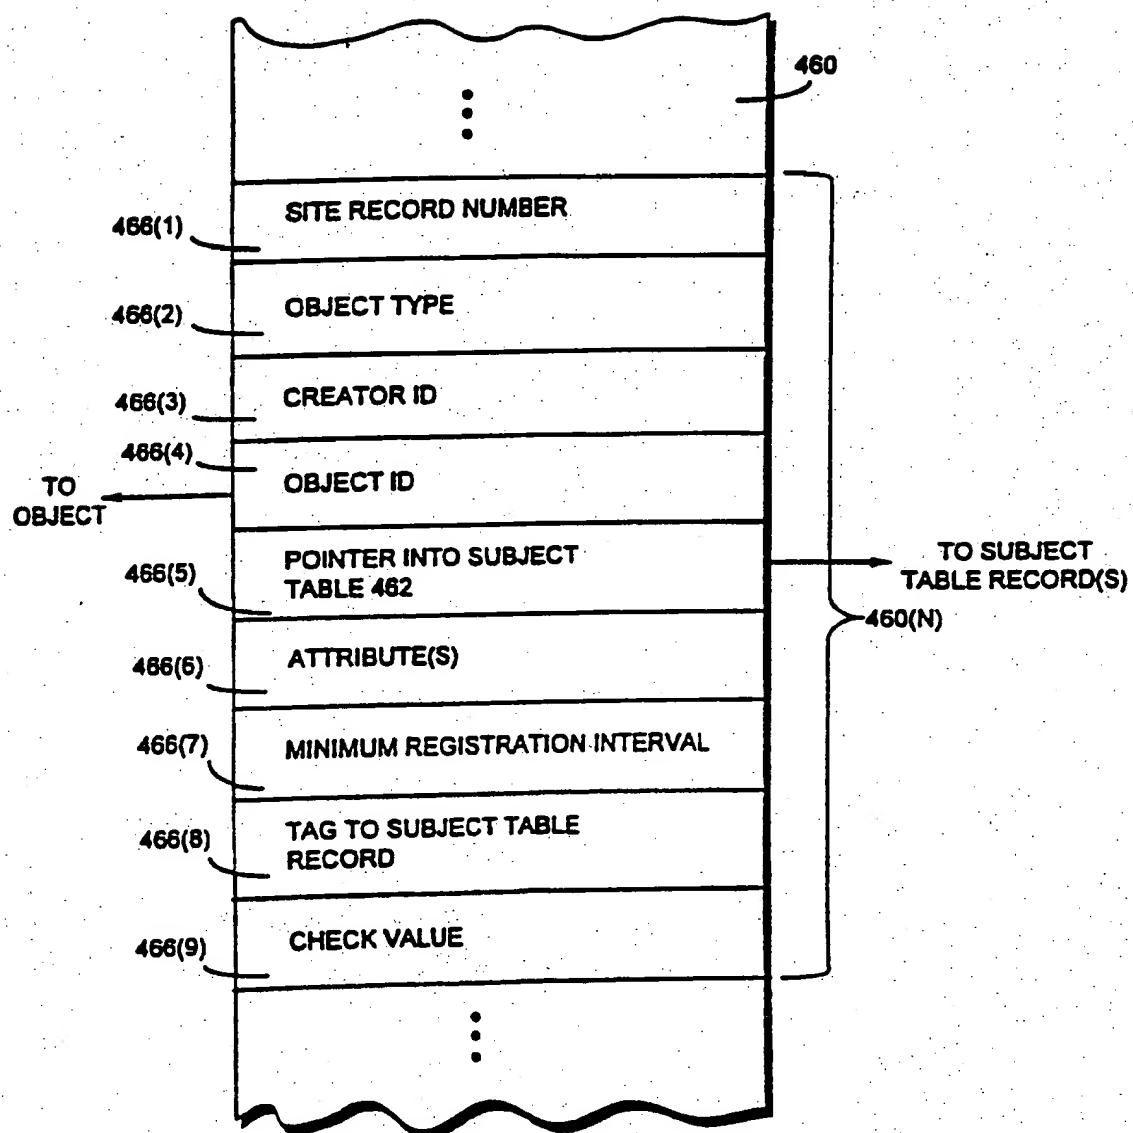 460
SITE RECORD NUMBER
466(1)
OBJECT TYPE
466(2)
CREATOR ID
466(3)
466(4)
OBJECT ID
TO
OBJECT
POINTER INTO SUBJECT
TABLE 462
466(5)
TO SUBJECT
TABLE RECORD(S)
460(N)
ATTRIBUTE(S)
466(6)
MINIMUM REGISTRATION INTERVAL
466(7)
TAG TO SUBJECT TABLE
RECORD
466(8)
CHECK VALUE
466(9)